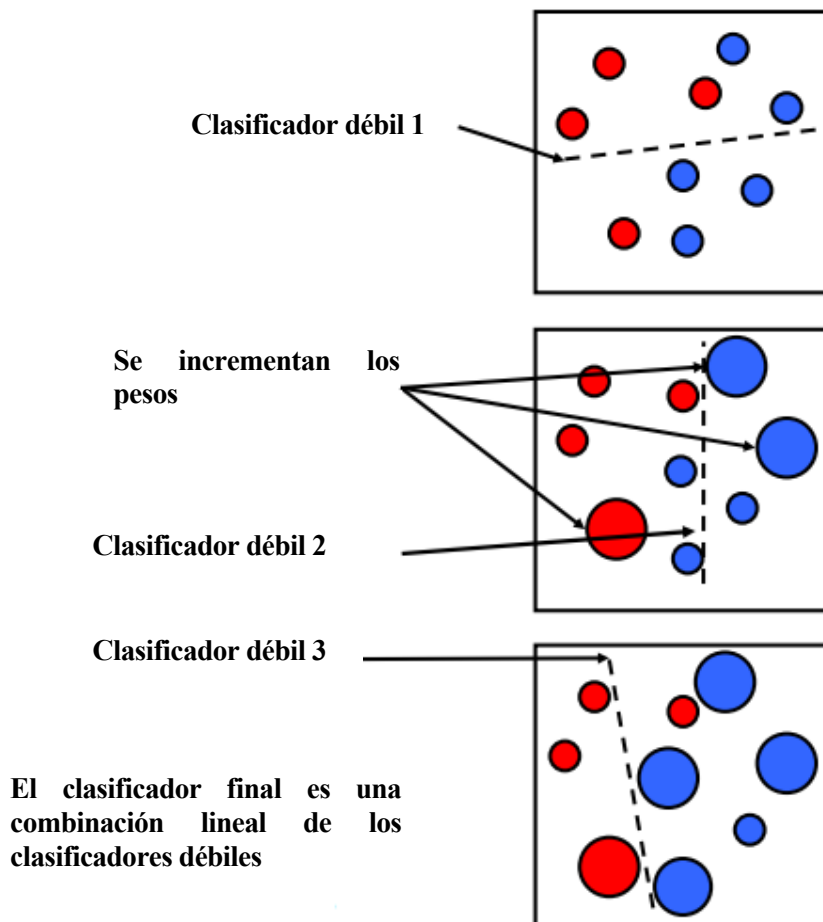 Clasificador débil 1
Se incrementan los
pesos
Clasificador débil 2
Clasificador débil 3
El clasificador final es una
combinación lineal de los
clasificadores débiles